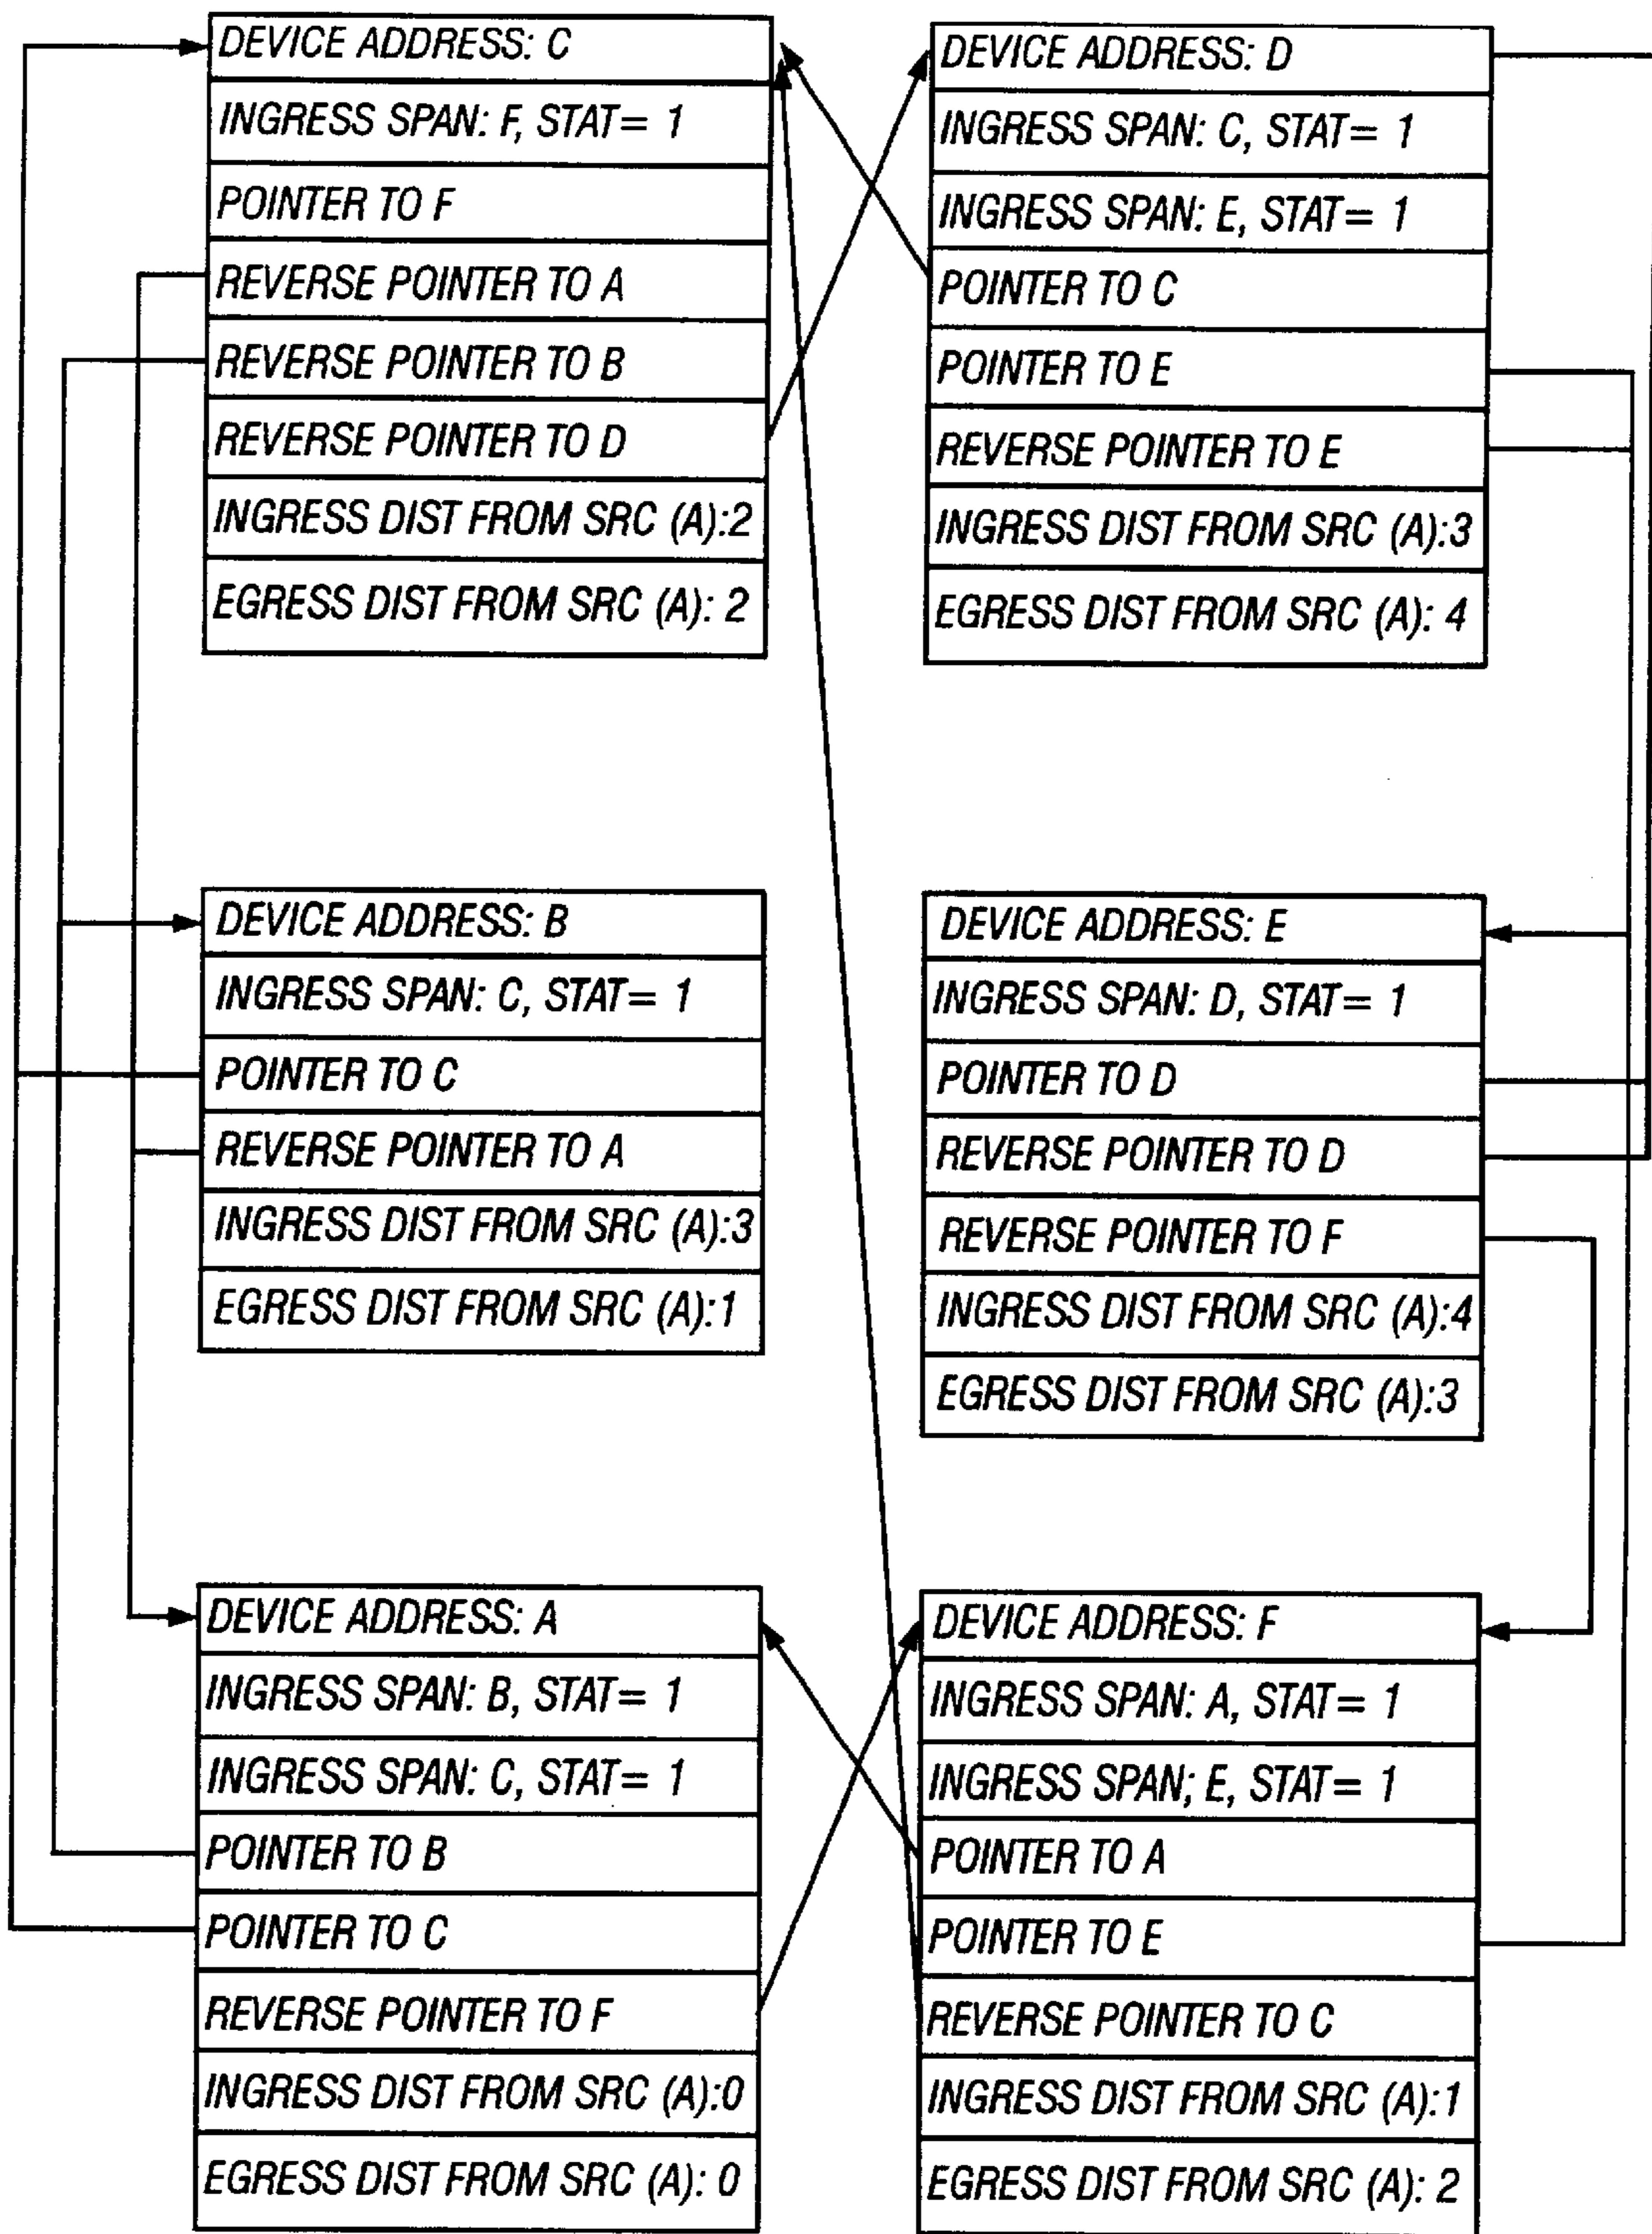 DEVICE ADDRESS: C
INGRESS SPAN: F, STAT= 1
POINTER TO F
REVERSE POINTER TO A
REVERSE POINTER TO B
REVERSE POINTER TO D
INGRESS DIST FROM SRC (A):2
EGRESS DIST FROM SRC (A): 2
DEVICE ADDRESS: D
INGRESS SPAN: C, STAT= 1
INGRESS SPAN: E, STAT= 1
POINTER TO C
POINTER TO E
REVERSE POINTER TO E
INGRESS DIST FROM SRC (A):3
EGRESS DIST FROM SRC (A): 4
DEVICE ADDRESS: B
INGRESS SPAN: C, STAT= 1
POINTER TO C
REVERSE POINTER TO A
INGRESS DIST FROM SRC (A):3
EGRESS DIST FROM SRC (A):1
DEVICE ADDRESS: E
INGRESS SPAN: D, STAT= 1
POINTER TO D
REVERSE POINTER TO D
REVERSE POINTER TO F
INGRESS DIST FROM SRC (A):4
EGRESS DIST FROM SRC (A):3
DEVICE ADDRESS: A
INGRESS SPAN: B, STAT= 1
INGRESS SPAN: C, STAT= 1
POINTER TO B
POINTER TO C
REVERSE POINTER TO F
INGRESS DIST FROM SRC (A):0
EGRESS DIST FROM SRC (A): 0
DEVICE ADDRESS: F
INGRESS SPAN: A, STAT= 1
INGRESS SPAN; E, STAT= 1
POINTER TO A
POINTER TO E
REVERSE POINTER TO C
INGRESS DIST FROM SRC (A):1
EGRESS DIST FROM SRC (A): 2